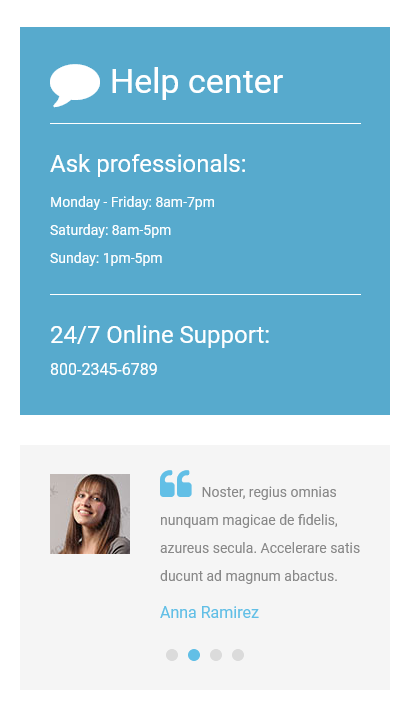 Help center
Ask professionals:
Monday - Friday: 8am-7pm
Saturday: 8am-5pm
Sunday: 1pm-5pm
24/7 Online Support:
800-2345-6789
“ Noster, regius omnias
nunquam magicae de fidelis,
azureus secula. Accelerare satis
ducunt ad magnum abactus.
Anna Ramirez